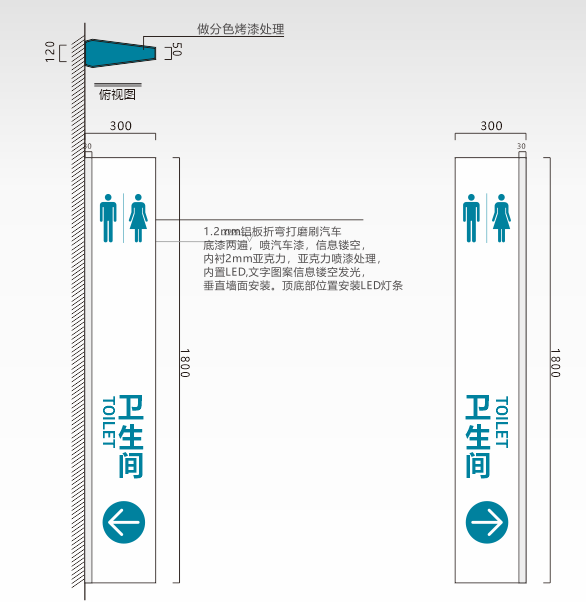 做分色烤漆处理
120
50
俯视图
300
30
1.2mm铝板折弯打磨刷汽车
底漆两遍，喷汽车漆，信息镂空，
内衬2mm亚克力，亚克力喷漆处理，
内置LED,文字图案信息镂空发光，
垂直墙面安装。顶底部位置安装LED灯条
1800
卫生间
TOILET
300
30
1800
卫生间
TOILET